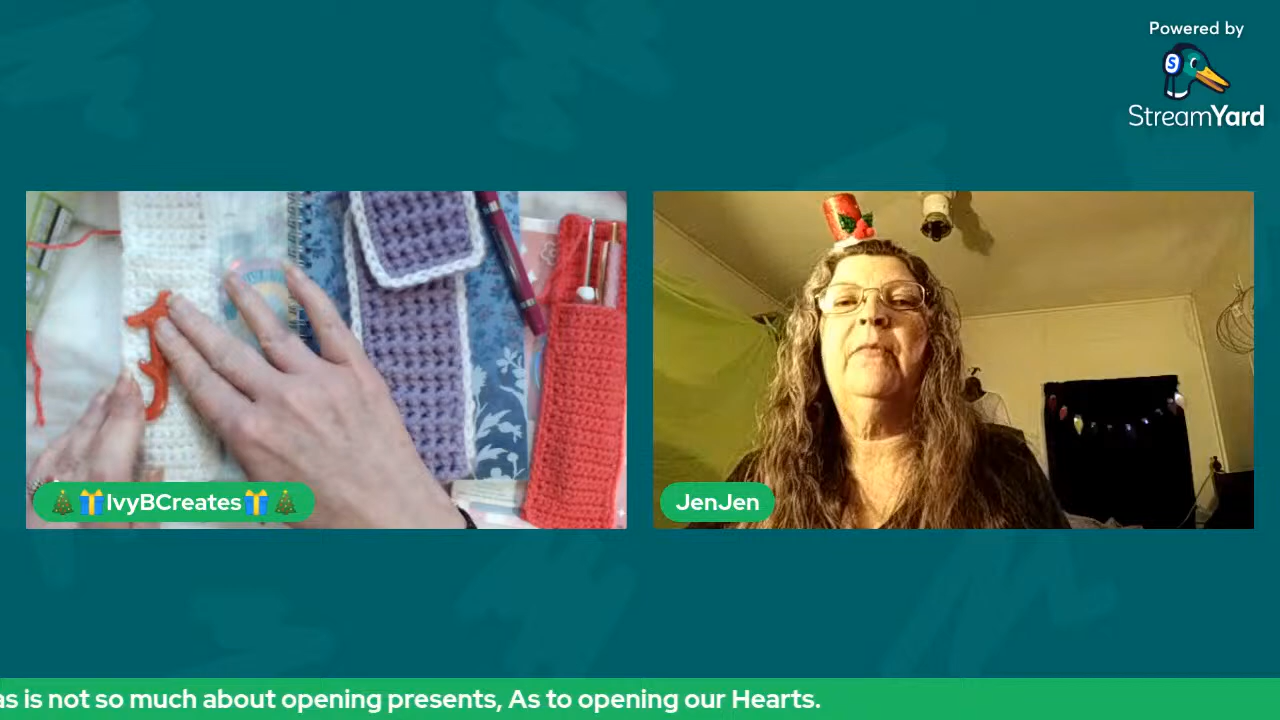 Powered by
S
StreamYard
🎄🎁IvyBCreates🎁🎄
JenJen
as is not so much about opening presents, As to opening our Hearts.